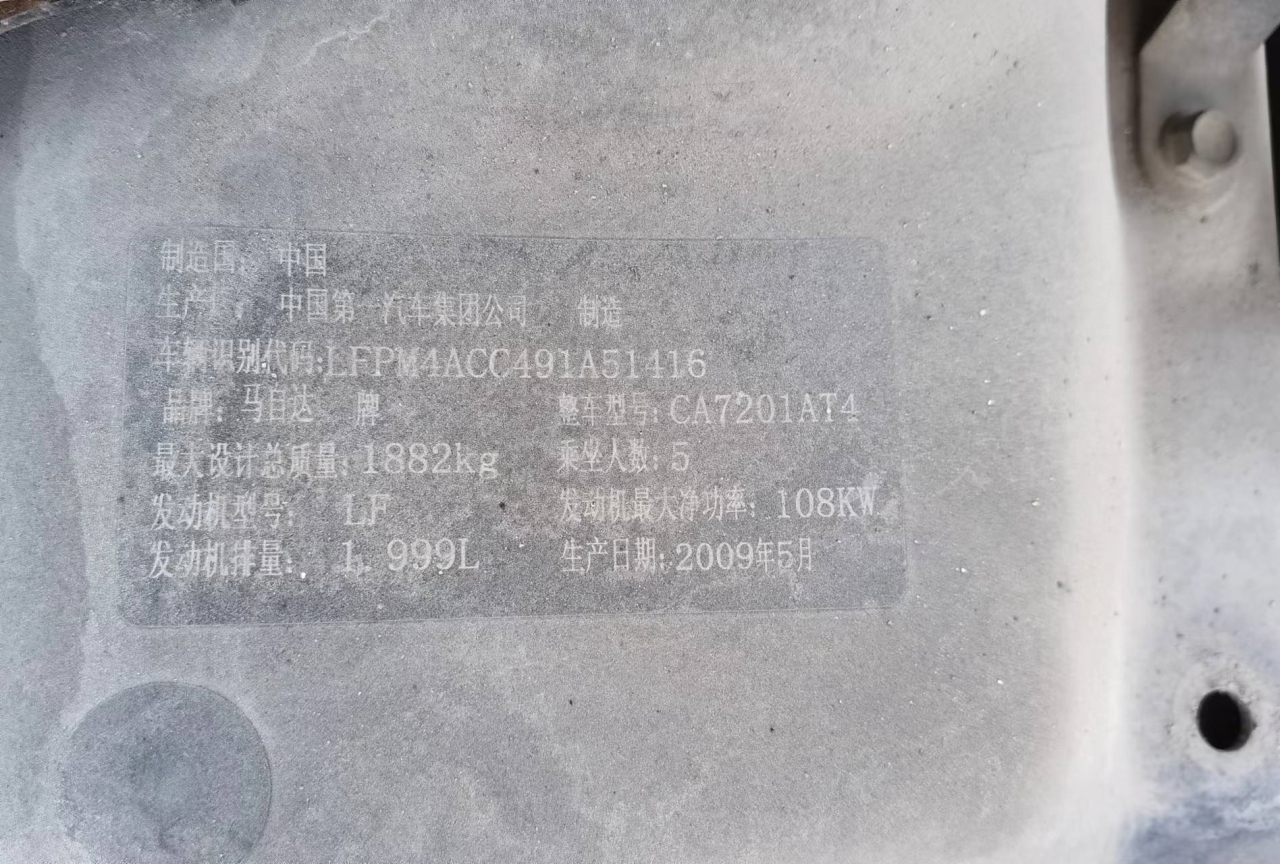 制造国: 中国
生产厂: 中国第一汽车集团公司 制造
车辆识别代码:LFPM4ACC491A51416
品牌: 马自达 牌 整车型号: CA7201AT4
最大设计总质量: 1882kg 乘坐人数: 5
发动机型号: LF 发动机最大净功率: 108KW
发动机排量: 1.999L 生产日期: 2009年5月